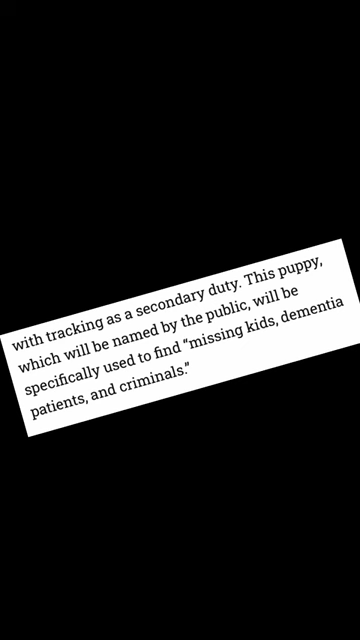 with tracking as a secondary duty. This puppy,
which will be named by the public, will be
specifically used to find “missing kids, dementia
patients, and criminals.”